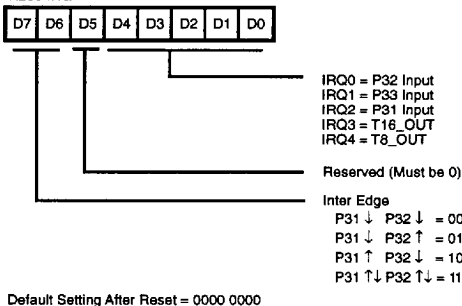 D7 D6 D5 D4 D3 D2 D1 D0
IRQ0 = P32 Input
IRQ1 = P33 Input
IRQ2 = P31 Input
IRQ3 = T16_OUT
IRQ4 = T8_OUT
Reserved (Must be 0)
Inter Edge
P31 ↓ P32 ↓ = 00
P31 ↓ P32 ↑ = 01
P31 ↑ P32 ↓ = 10
P31 ↑↓ P32 ↑↓ = 11
Default Setting After Reset = 0000 0000